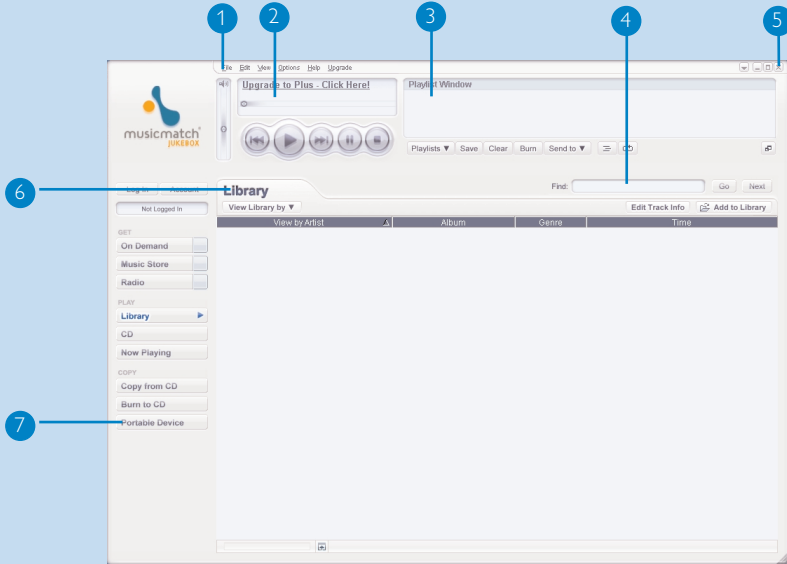 1 2 3 4 5
File Edit View Options Help Upgrade
Upgrade to Plus - Click Here!
Playlist Window
musicmatch®
JUKEBOX
Playlists ▼ Save Clear Burn Send to ▼
6
Log In Account
Library
Find: Go Next
Not Logged In
View Library by ▼ Edit Track Info Add to Library
View by Artist Album Genre Time
GET
On Demand
Music Store
Radio
PLAY
Library
CD
Now Playing
COPY
Copy from CD
Burn to CD
7
Portable Device